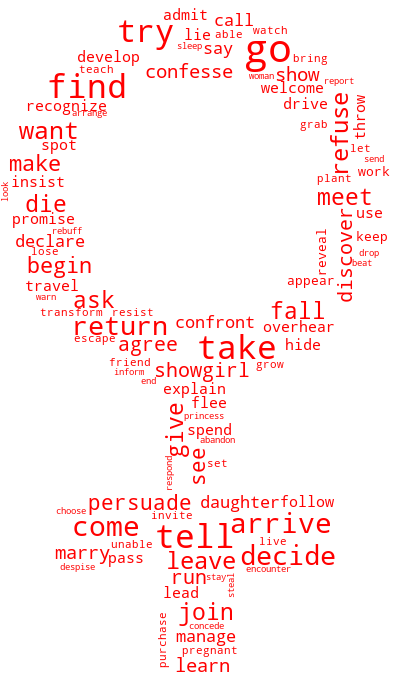 admit
call
try
lie
able
watch
sleep
say
go
develop
bring
teach
confesse
woman
show
report
find
welcome
recognize
arrange
drive
throw
grab
refuse
want
spot
let
send
make
work
insist
plant
look
die
meet
promise
use
rebuff
declare
discover
keep
lose
reveal
drop
begin
beat
travel
appear
warn
ask
transform
resist
fall
return
confront
overhear
escape
agree
take
hide
friend
showgirl
grow
inform
end
explain
flee
give
princess
spend
abandon
see
set
respond
persuade
daughter
follow
choose
invite
come
tell
arrive
unable
live
marry
pass
leave
decide
despise
encounter
run
stay
steal
lead
join
concede
purchase
manage
pregnant
learn